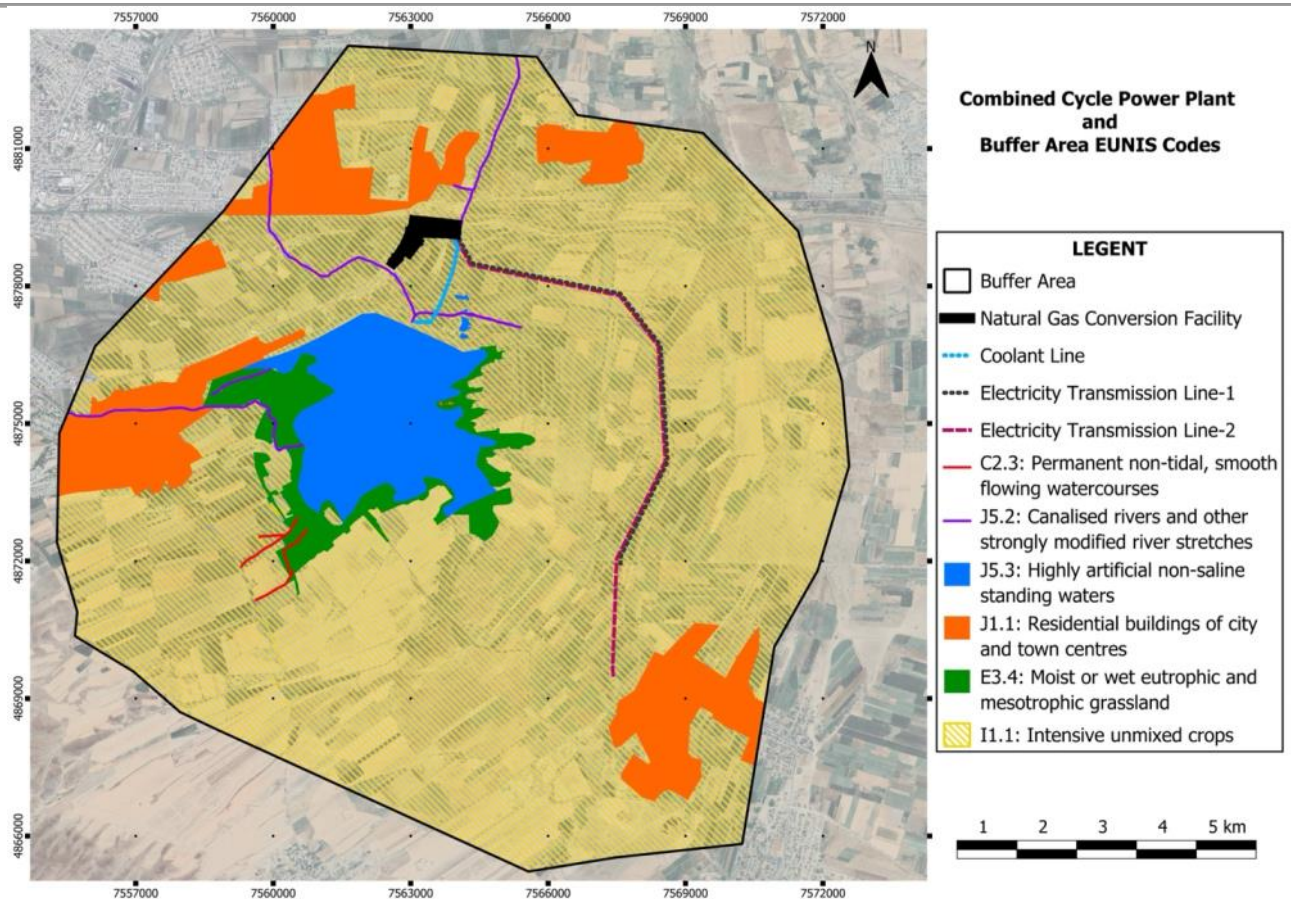 7557000 7560000 7563000 7566000 7569000 7572000
N
Combined Cycle Power Plant
and
Buffer Area EUNIS Codes
4881000
4878000
4875000
4872000
4869000
4866000
LEGENT
Buffer Area
Natural Gas Conversion Facility
Coolant Line
Electricity Transmission Line-1
Electricity Transmission Line-2
C2.3: Permanent non-tidal, smooth
flowing watercourses
J5.2: Canalised rivers and other
strongly modified river stretches
J5.3: Highly artificial non-saline
standing waters
J1.1: Residential buildings of city
and town centres
E3.4: Moist or wet eutrophic and
mesotrophic grassland
I1.1: Intensive unmixed crops
1 2 3 4 5 km
7557000 7560000 7563000 7566000 7569000 7572000